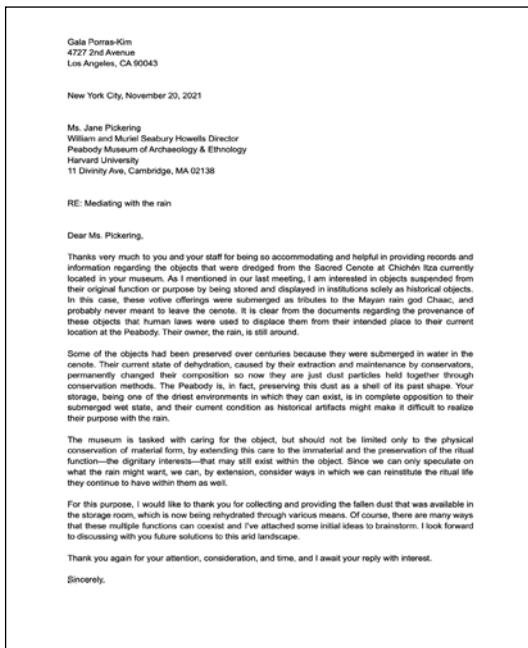 Gala Porras-Kim
4727 2nd Avenue
Los Angeles, CA 90043
New York City, November 20, 2021
Ms. Jane Pickering
William and Muriel Seabury Howells Director
Peabody Museum of Archaeology & Ethnology
Harvard University
11 Divinity Ave, Cambridge, MA 02138
RE: Mediating with the rain
Dear Ms. Pickering,
Thanks very much to you and your staff for being so accommodating and helpful in providing records and
information regarding the objects that were dredged from the Sacred Cenote at Chichén Itza currently
located in your museum. As I mentioned in our last meeting, I am interested in objects suspended from
their original function or purpose by being stored and displayed in institutions solely as historical objects.
In this case, these votive offerings were submerged as tributes to the Mayan rain god Chaac, and
probably never meant to leave the cenote. It is clear from the documents regarding the provenance of
these objects that human laws were used to displace them from their intended place to their current
location at the Peabody. Their owner, the rain, is still around.
Some of the objects had been preserved over centuries because they were submerged in water in the
cenote. Their current state of dehydration, caused by their extraction and maintenance by conservators,
permanently changed their composition so now they are just dust particles held together through
conservation methods. The Peabody is, in fact, preserving this dust as a shell of its past shape. Your
storage, being one of the driest environments in which they can exist, is in complete opposition to their
submerged wet state, and their current condition as historical artifacts might make it difficult to realize
their purpose with the rain.
The museum is tasked with caring for the object, but should not be limited only to the physical
conservation of material form, by extending this care to the immaterial and the preservation of the ritual
function—the dignitary interests—that may still exist within the object. Since we can only speculate on
what the rain might want, we can, by extension, consider ways in which we can reinstitute the ritual life
they continue to have within them as well.
For this purpose, I would like to thank you for collecting and providing the fallen dust that was available in
the storage room, which is now being rehydrated through various means. Of course, there are many ways
that these multiple functions can coexist and I've attached some initial ideas to brainstorm. I look forward
to discussing with you future solutions to this arid landscape.
Thank you again for your attention, consideration, and time, and I await your reply with interest.
Sincerely,